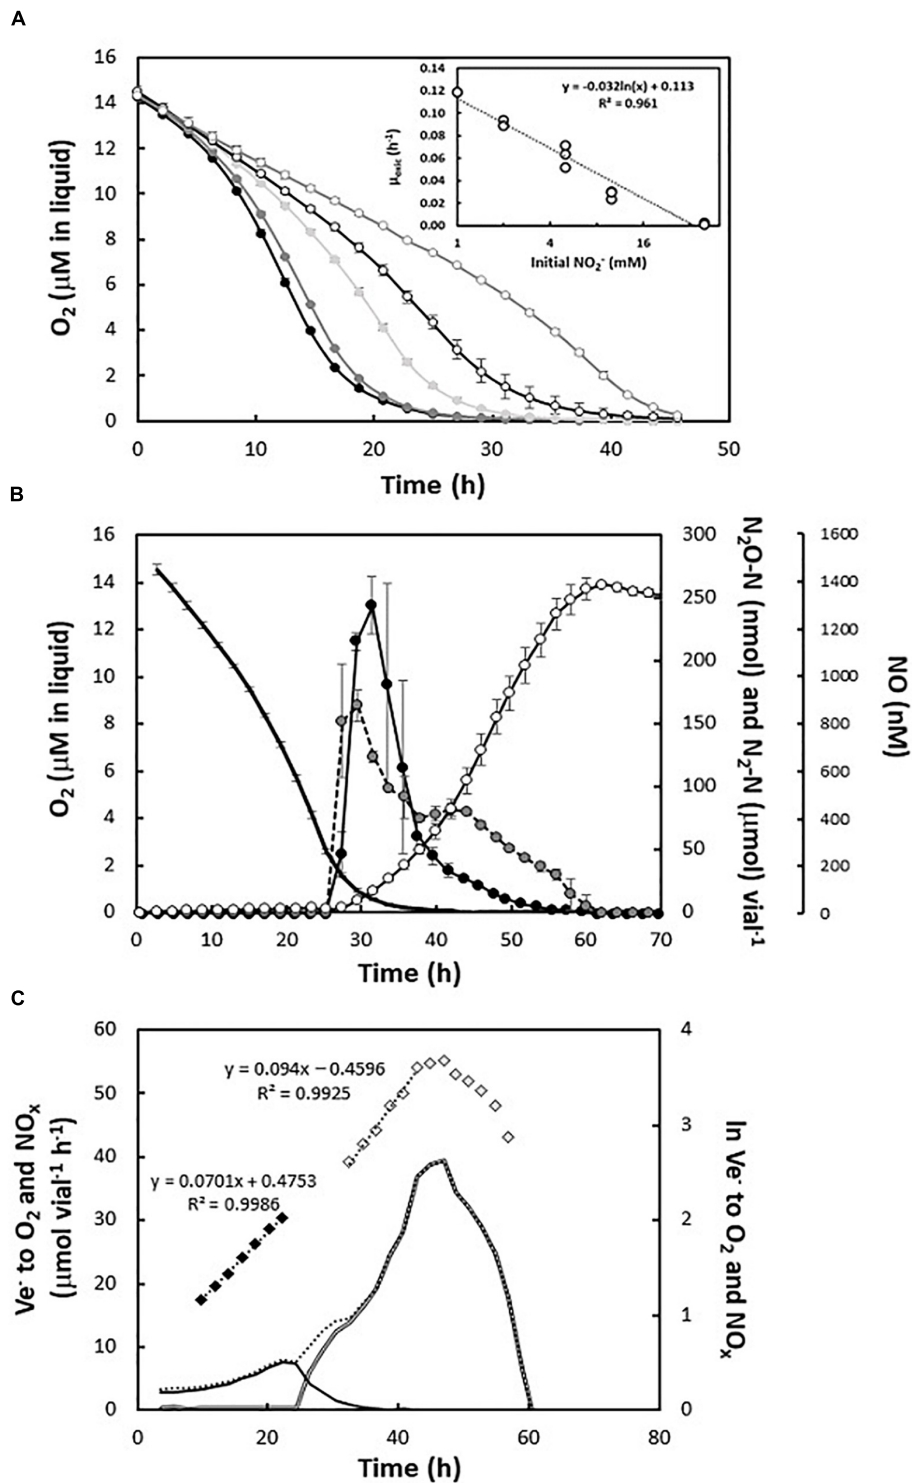 A
16
14
12
10
8
6
4
2
0
O2 (µM in liquid)
0 10 20 30 40 50
Time (h)
0.14
0.12
0.10
0.08
0.06
0.04
0.02
0.00
µoxic (h-1)
y = -0.032ln(x) + 0.113
R² = 0.961
1 4 16
Initial NO2- (mM)
B
16
14
12
10
8
6
4
2
0
O2 (µM in liquid)
0 10 20 30 40 50 60 70
Time (h)
300
250
200
150
100
50
0
N2O-N (nmol) and N2-N (µmol) vial-1
1600
1400
1200
1000
800
600
400
200
0
NO (nM)
C
60
50
40
30
20
10
0
Ve- to O2 and NOx
(µmol vial-1 h-1)
y = 0.094x – 0.4596
R² = 0.9925
y = 0.0701x + 0.4753
R² = 0.9986
0 20 40 60 80
Time (h)
4
3
2
1
0
ln Ve- to O2 and NOx